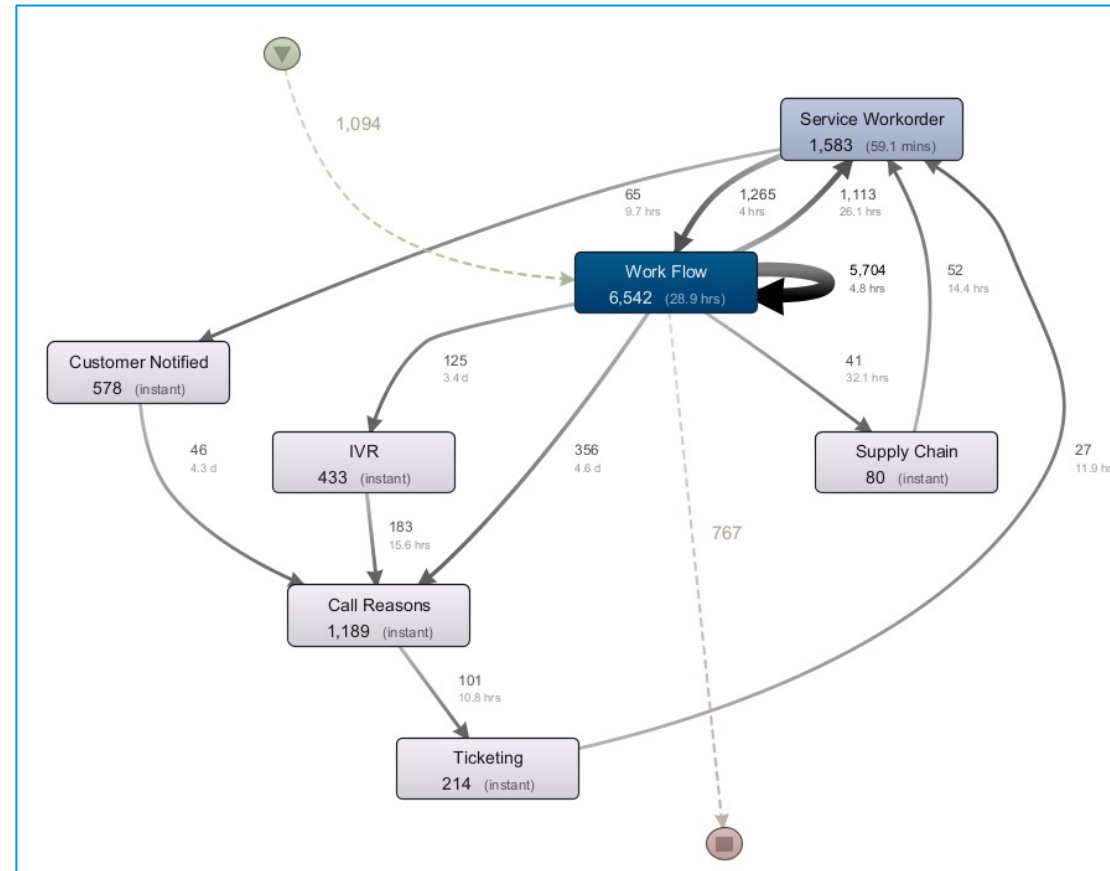 1,094
Service Workorder
1,583 (59.1 mins)
65
9.7 hrs
1,265
4 hrs
1,113
26.1 hrs
Work Flow
6,542 (28.9 hrs)
5,704
4.8 hrs
52
14.4 hrs
Customer Notified
578 (instant)
125
3.4 d
41
32.1 hrs
46
4.3 d
IVR
433 (instant)
356
4.6 d
Supply Chain
80 (instant)
27
11.9 hr
183
15.6 hrs
767
Call Reasons
1,189 (instant)
101
10.8 hrs
Ticketing
214 (instant)